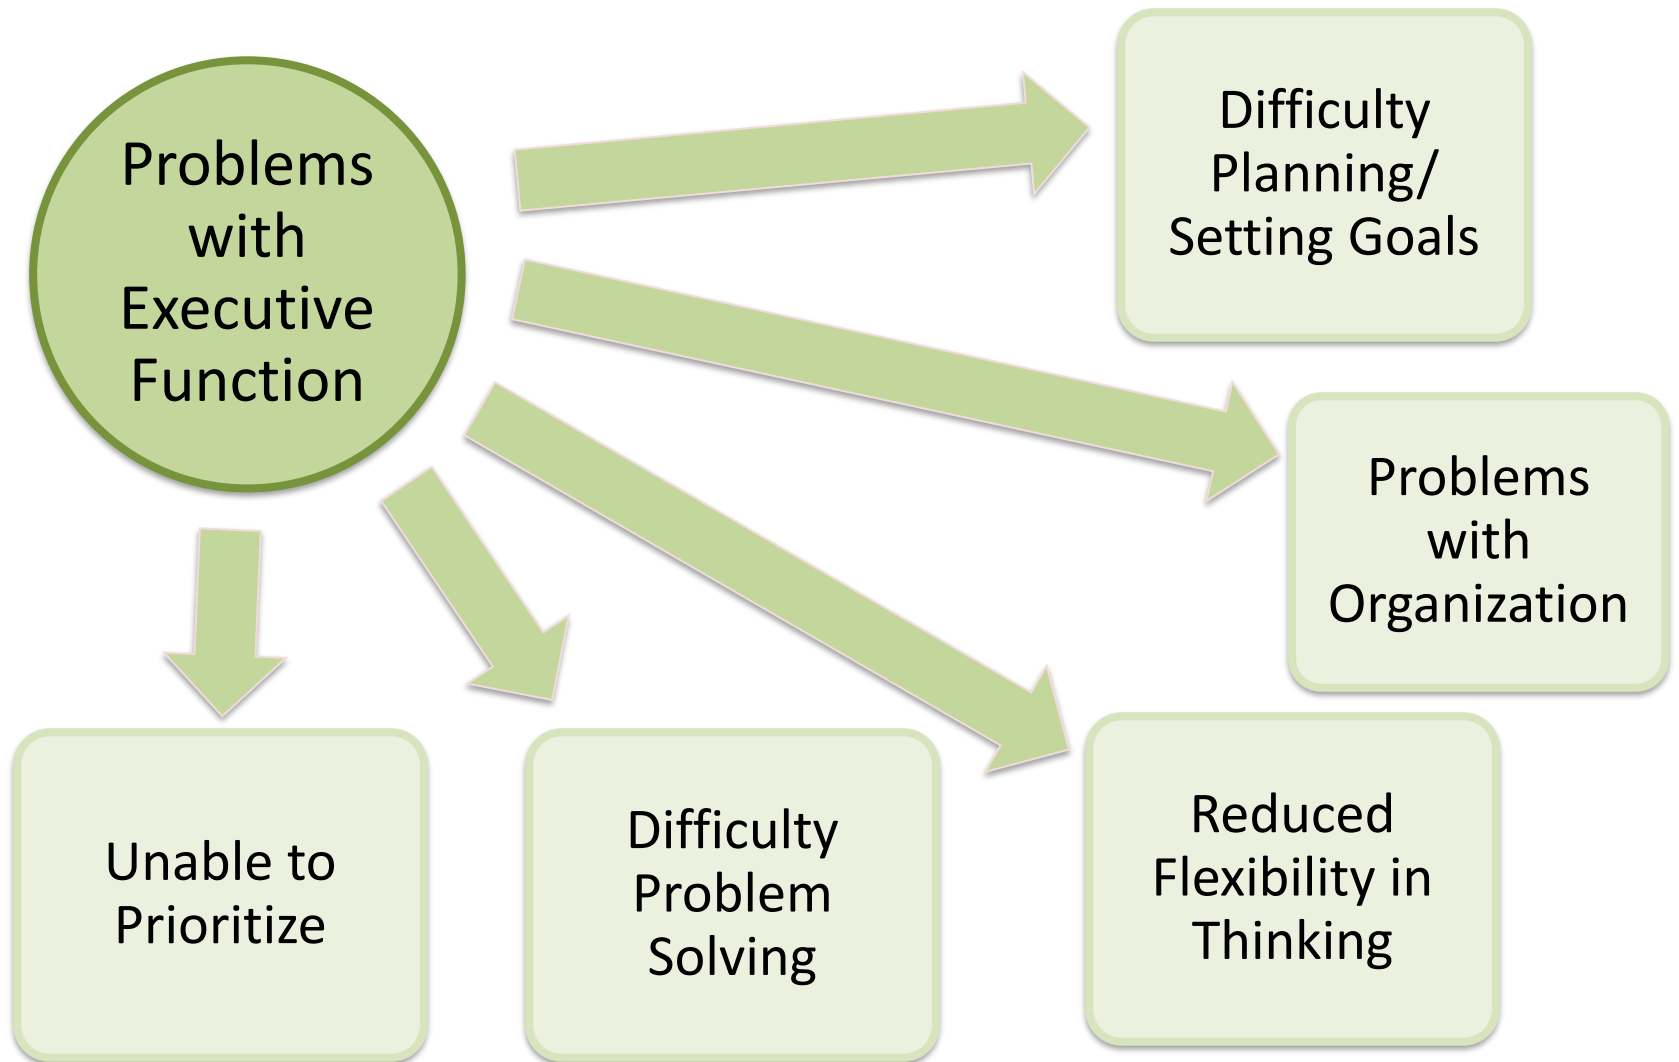 Problems
with
Executive
Function
Difficulty
Planning/
Setting Goals
Problems
with
Organization
Reduced
Flexibility in
Thinking
Difficulty
Problem
Solving
Unable to
Prioritize